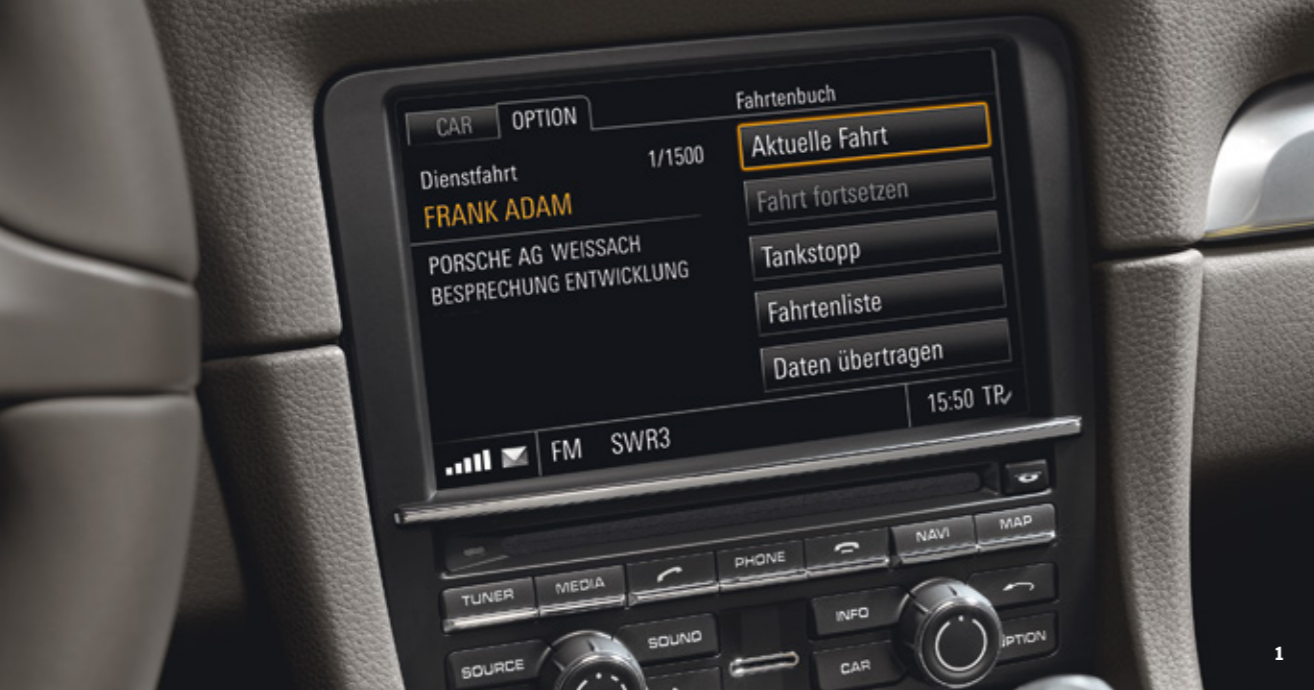 CAR OPTION
Fahrtenbuch
Dienstfahrt 1/1500
FRANK ADAM
PORSCHE AG WEISSACH
BESPRECHUNG ENTWICKLUNG
Aktuelle Fahrt
Fahrt fortsetzen
Tankstopp
Fahrtenliste
Daten übertragen
FM SWR3
15:50 TP
TUNER
MEDIA
PHONE
NAVI
MAP
SOURCE
SOUND
INFO
CAR
OPTION
1